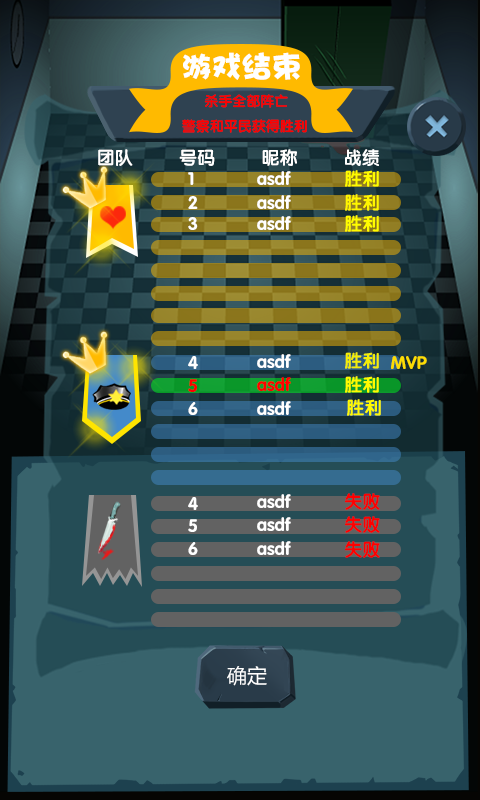 游戏结束
杀手全部阵亡
警察和平民获得胜利
团队 号码 昵称 战绩
1 asdf 胜利
2 asdf 胜利
3 asdf 胜利
4 asdf 胜利 MVP
5 asdf 胜利
6 asdf 胜利
4 asdf 失败
5 asdf 失败
6 asdf 失败
确定